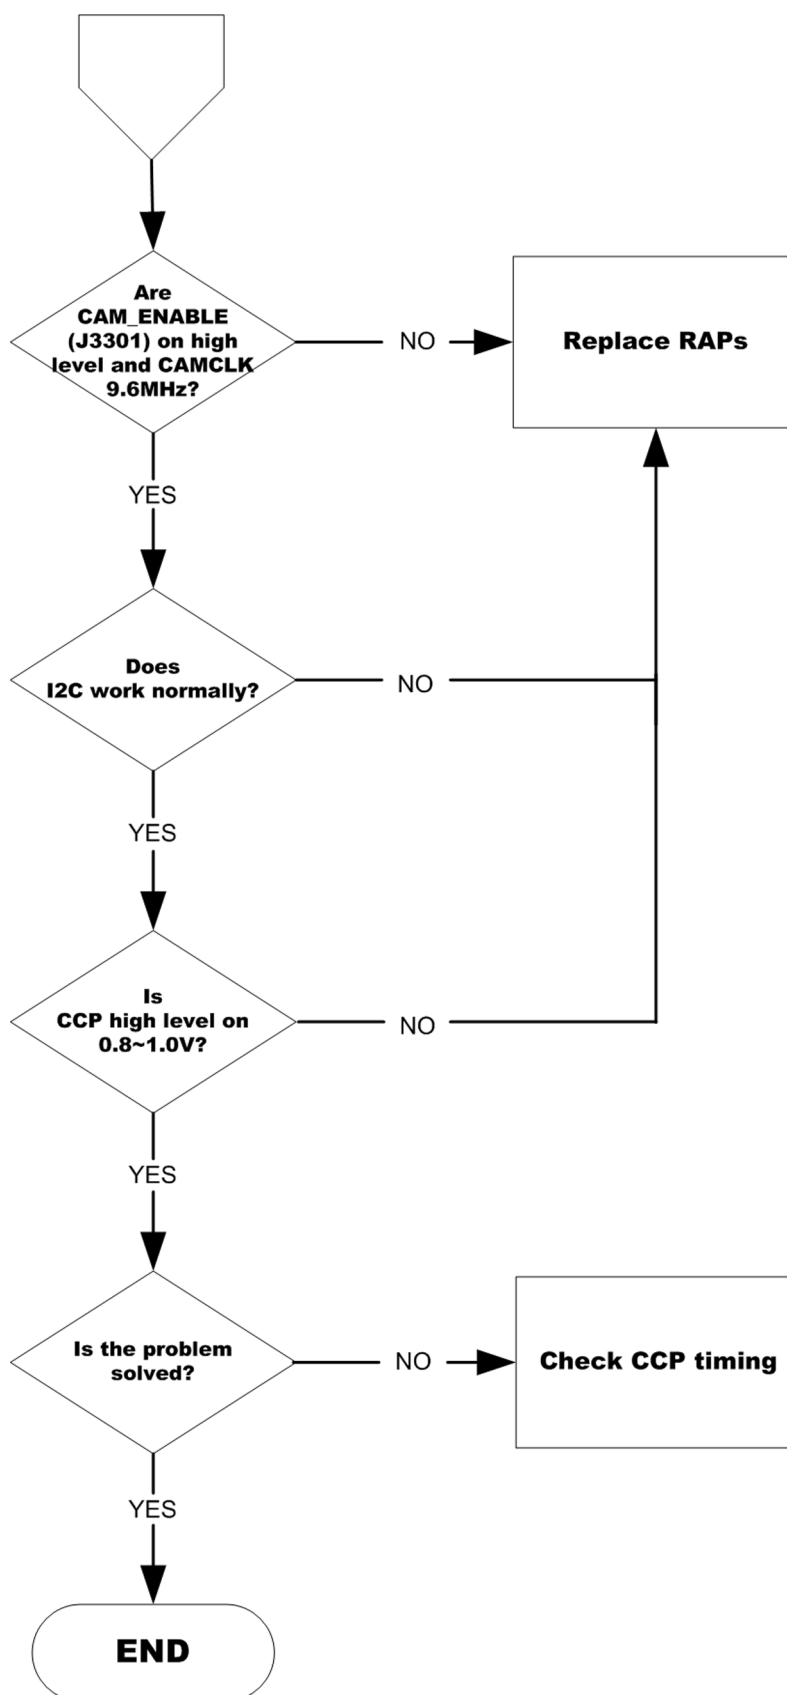 Are
CAM_ENABLE
(J3301) on high
level and CAMCLK
9.6MHz?
NO
Replace RAPs
YES
Does
I2C work normally?
NO
YES
Is
CCP high level on
0.8~1.0V?
NO
YES
Is the problem
solved?
NO
Check CCP timing
YES
END